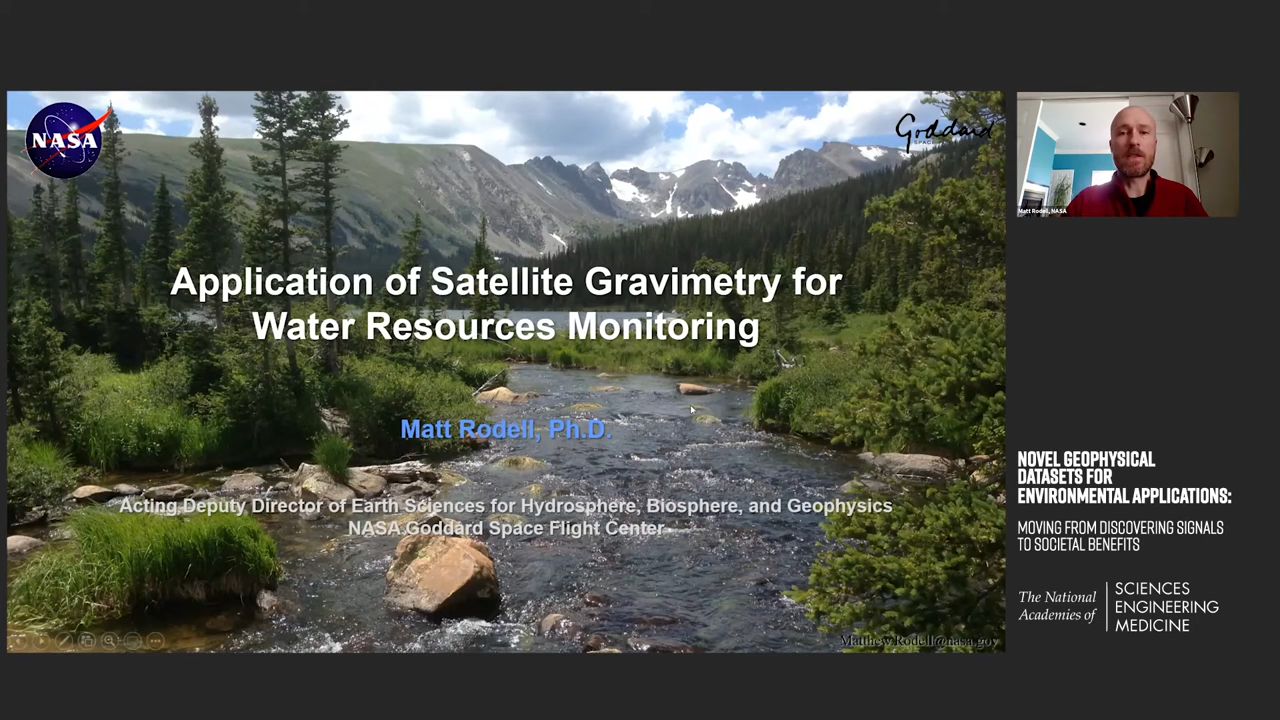 NASA
Goddard
SPACE
Application of Satellite Gravimetry for
Water Resources Monitoring
Matt Rodell, Ph.D.
Acting Deputy Director of Earth Sciences for Hydrosphere, Biosphere, and Geophysics
NASA Goddard Space Flight Center
Matthew.Rodell@nasa.gov
Matt Rodell, NASA
NOVEL GEOPHYSICAL
DATASETS FOR
ENVIRONMENTAL APPLICATIONS:
MOVING FROM DISCOVERING SIGNALS
TO SOCIETAL BENEFITS
The National
Academies of
SCIENCES
ENGINEERING
MEDICINE